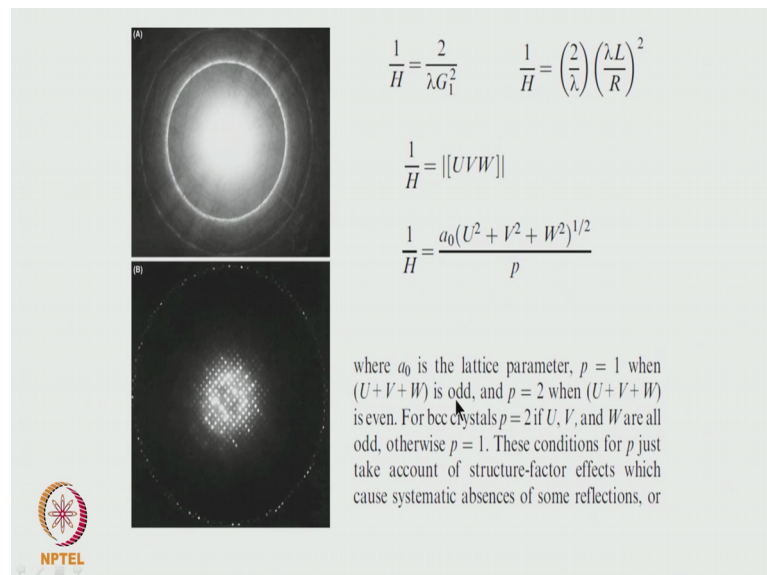 (A)
1/H = 2/λG₁²
1/H = (2/λ)(λL/R)²
1/H = |[UVW]|
1/H = a₀(U² + V² + W²)^1/2 / p
(B)
where a₀ is the lattice parameter, p = 1 when
(U+V+W) is odd, and p = 2 when (U+V+W)
is even. For bcc crystals p = 2 if U, V, and W are all
odd, otherwise p = 1. These conditions for p just
take account of structure-factor effects which
cause systematic absences of some reflections, or
NPTEL